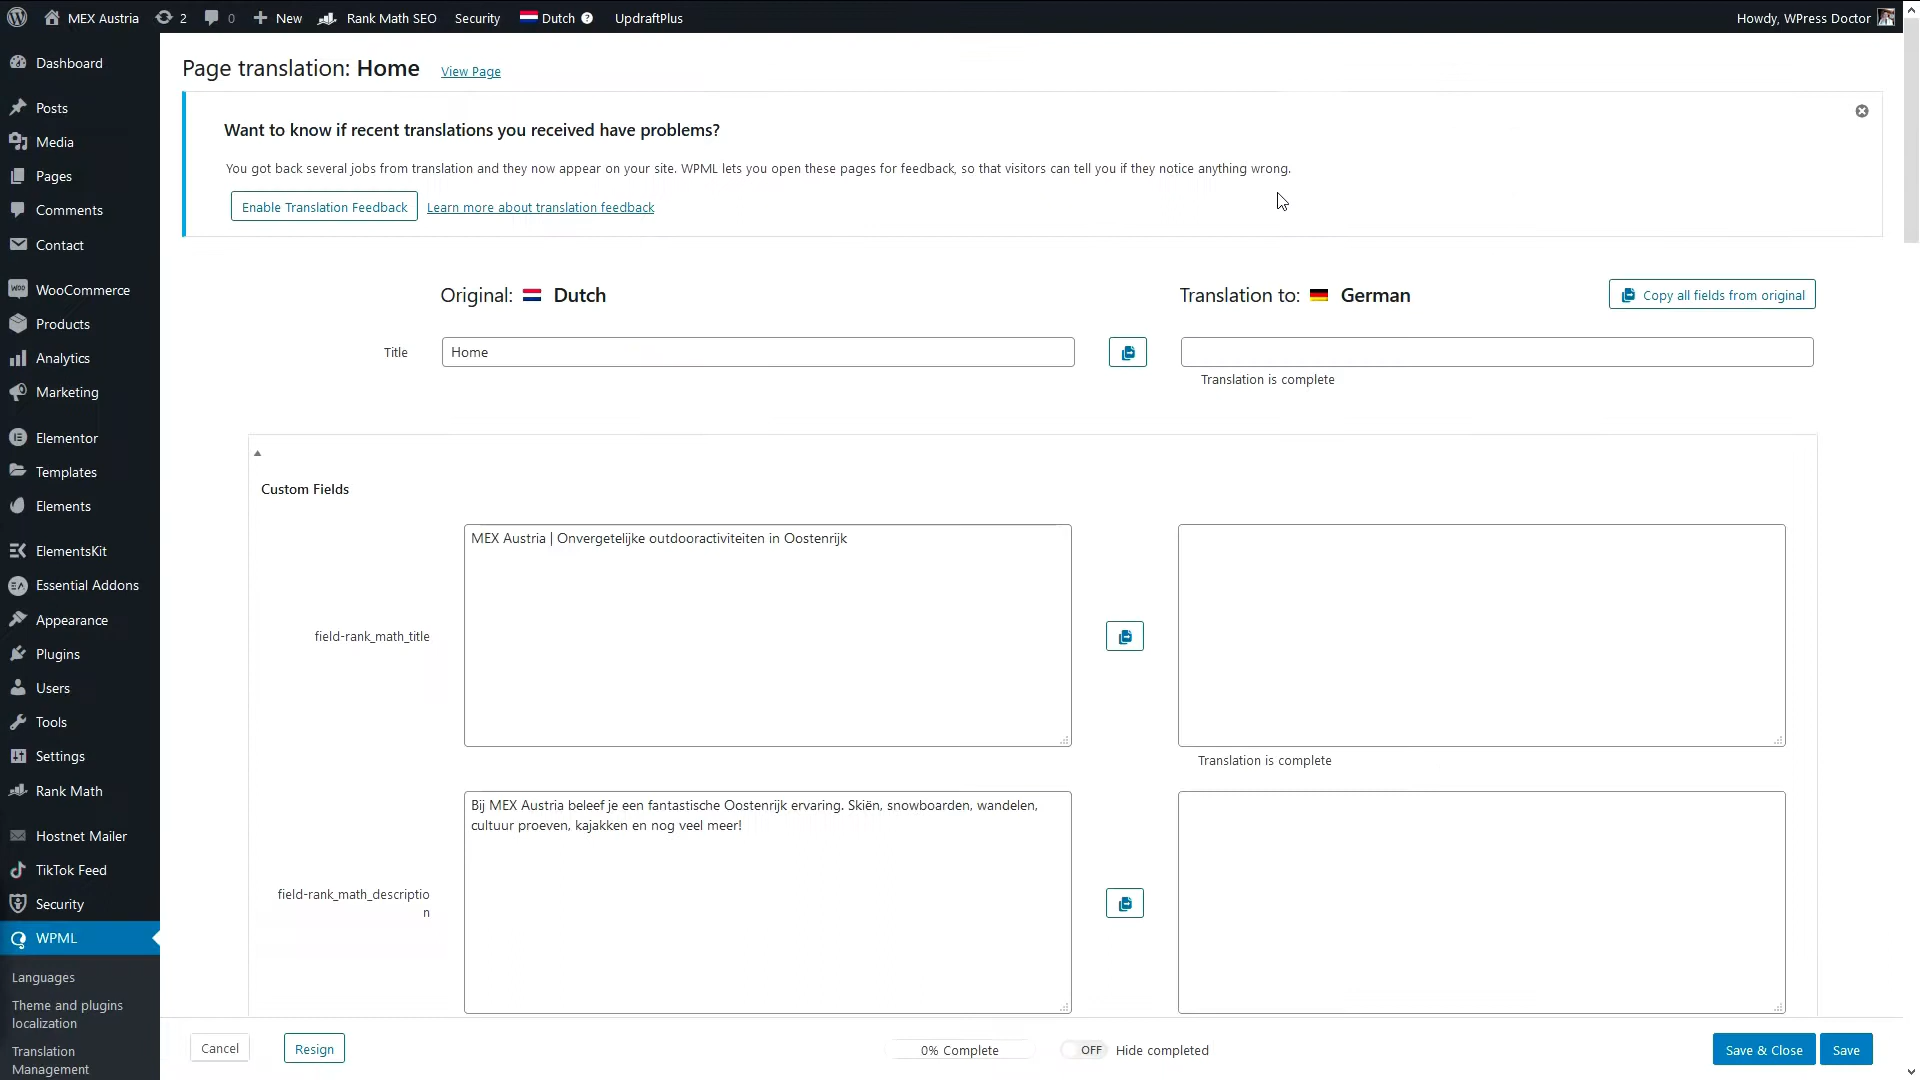 MEX Austria
2
0
New
Rank Math SEO
Security
Dutch
UpdraftPlus
Howdy, WPress Doctor
Dashboard
Posts
Media
Pages
Comments
Contact
WooCommerce
Products
Analytics
Marketing
Elementor
Templates
Elements
ElementsKit
Essential Addons
Appearance
Plugins
Users
Tools
Settings
Rank Math
Hostnet Mailer
TikTok Feed
Security
WPML
Languages
Theme and plugins
localization
Translation
Management
Page translation: Home
View Page
Want to know if recent translations you received have problems?
You got back several jobs from translation and they now appear on your site. WPML lets you open these pages for feedback, so that visitors can tell you if they notice anything wrong.
Enable Translation Feedback
Learn more about translation feedback
Original: Dutch
Translation to: German
Copy all fields from original
Title
Home
Translation is complete
Custom Fields
field-rank_math_title
MEX Austria | Onvergetelijke outdooractiviteiten in Oostenrijk
Translation is complete
field-rank_math_descriptio
n
Bij MEX Austria beleef je een fantastische Oostenrijk ervaring. Skiën, snowboarden, wandelen,
cultuur proeven, kajakken en nog veel meer!
Cancel
Resign
0% Complete
OFF
Hide completed
Save & Close
Save